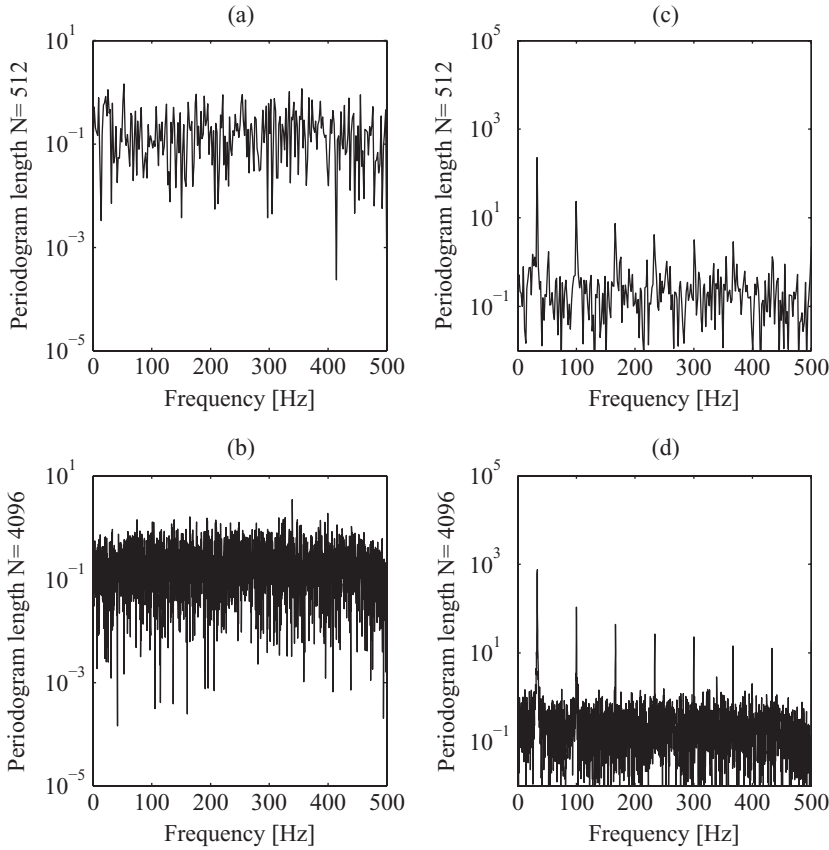 (a)
Periodogram length N= 512
10^1
10^−1
10^−3
10^−5
0 100 200 300 400 500
Frequency [Hz]
(c)
Periodogram length N= 512
10^5
10^3
10^1
10^−1
0 100 200 300 400 500
Frequency [Hz]
(b)
Periodogram length N= 4096
10^1
10^−1
10^−3
10^−5
0 100 200 300 400 500
Frequency [Hz]
(d)
Periodogram length N= 4096
10^5
10^3
10^1
10^−1
0 100 200 300 400 500
Frequency [Hz]